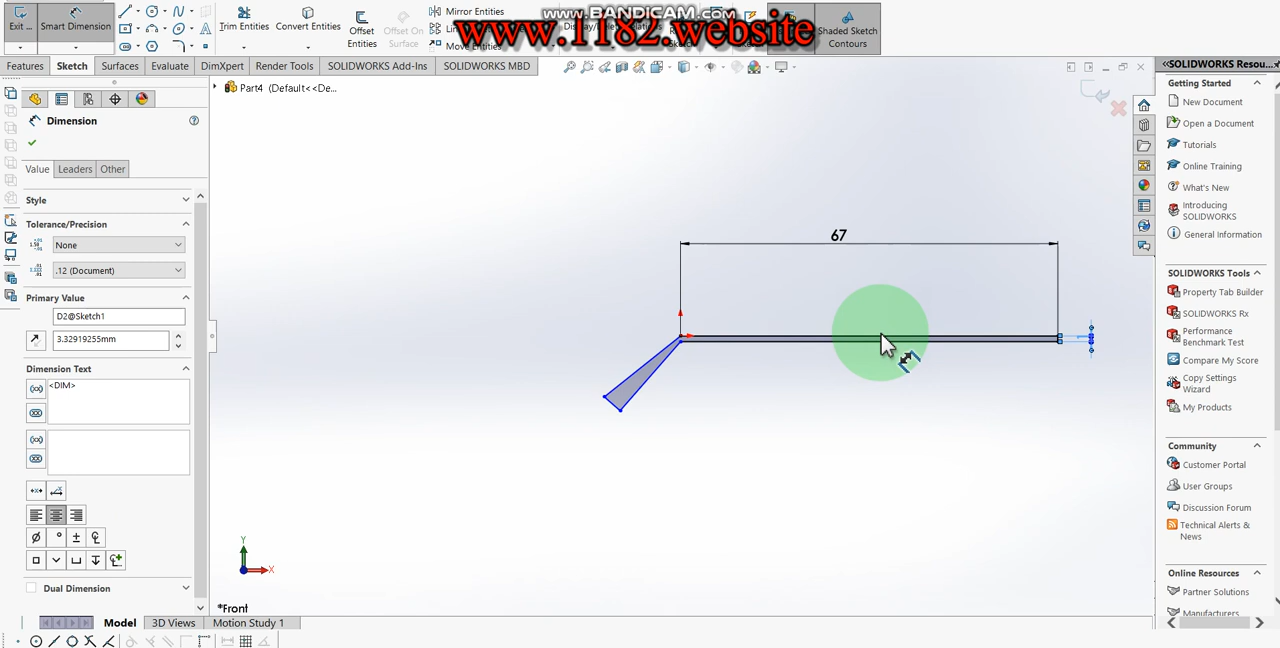 www.BANDICAM.COM
www.1182.website
Exit ...
Smart Dimension
Trim Entities
Convert Entities
Offset
Entities
Offset On
Surface
Mirror Entities
Move Entities
Shaded Sketch
Contours
Features
Sketch
Surfaces
Evaluate
DimXpert
Render Tools
SOLIDWORKS Add-Ins
SOLIDWORKS MBD
Part4 (Default<<De...
Dimension
Value
Leaders
Other
Style
Tolerance/Precision
None
.12 (Document)
Primary Value
D2@Sketch1
3.32919255mm
Dimension Text
<DIM>
Dual Dimension
67
Y
X
*Front
Model
3D Views
Motion Study 1
SOLIDWORKS Resou...
Getting Started
New Document
Open a Document
Tutorials
Online Training
What's New
Introducing
SOLIDWORKS
General Information
SOLIDWORKS Tools
Property Tab Builder
SOLIDWORKS Rx
Performance
Benchmark Test
Compare My Score
Copy Settings
Wizard
My Products
Community
Customer Portal
User Groups
Discussion Forum
Technical Alerts &
News
Online Resources
Partner Solutions
Manufacturers